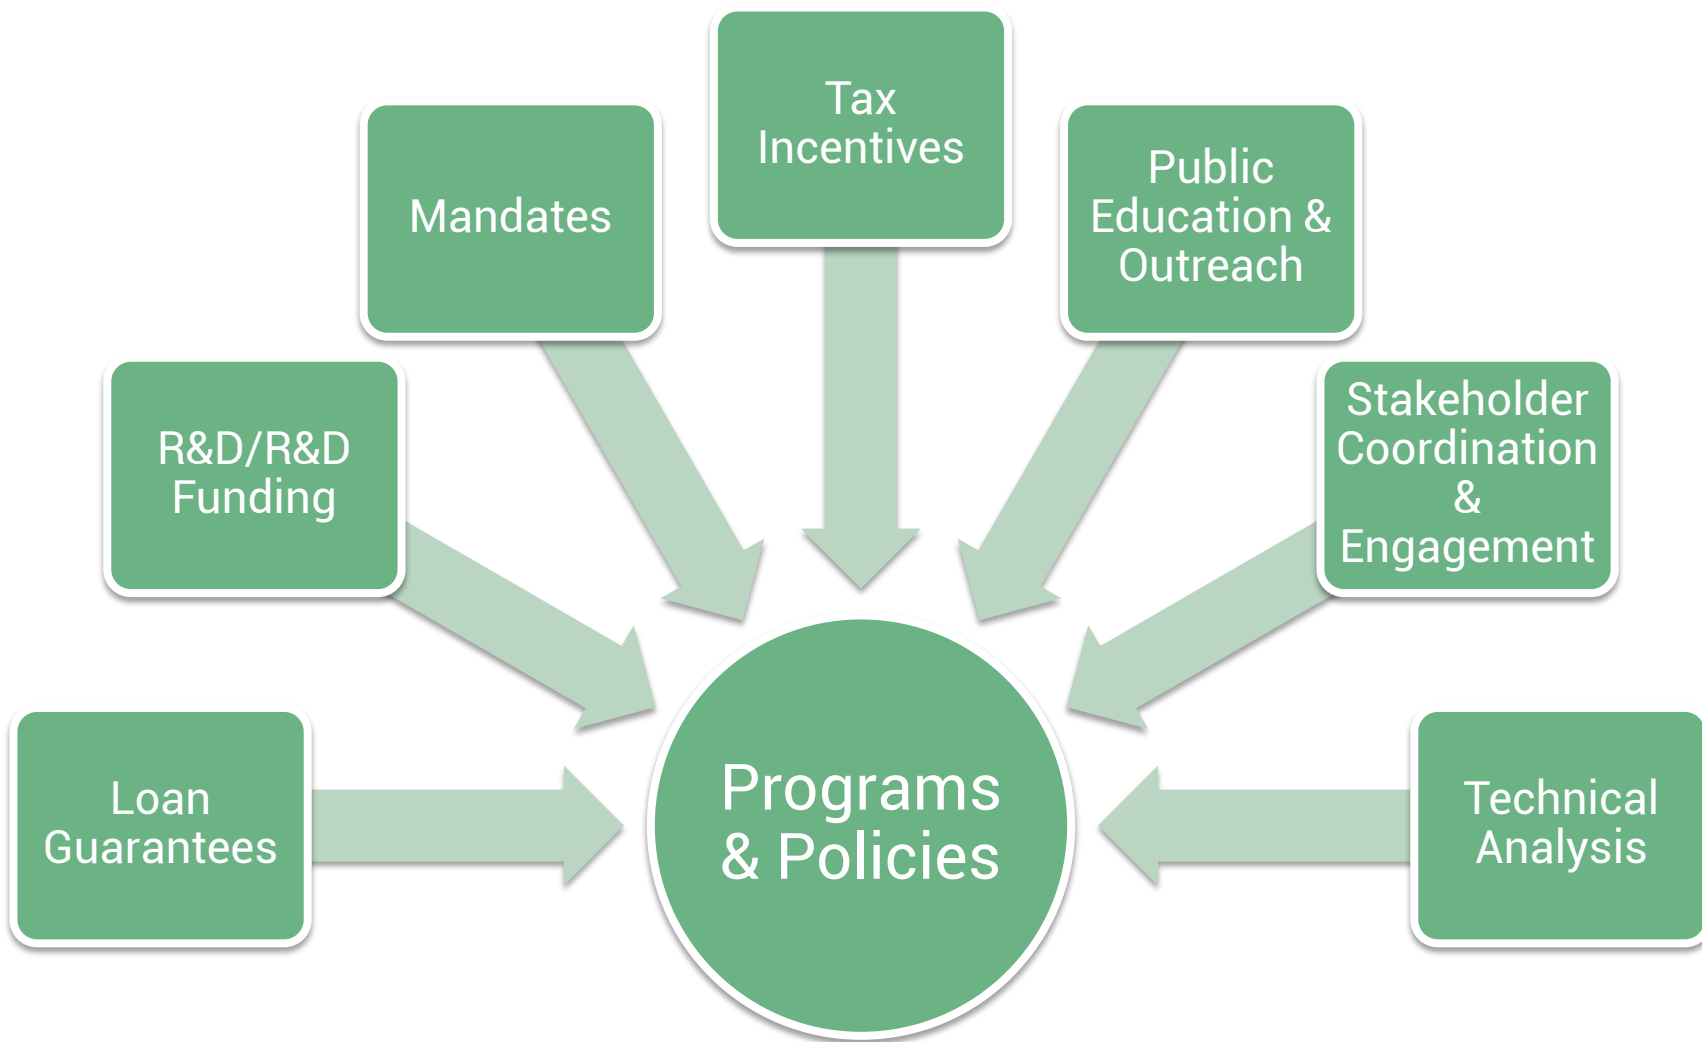 Tax
Incentives
Mandates
Public
Education &
Outreach
R&D/R&D
Funding
Stakeholder
Coordination
&
Engagement
Loan
Guarantees
Programs
& Policies
Technical
Analysis